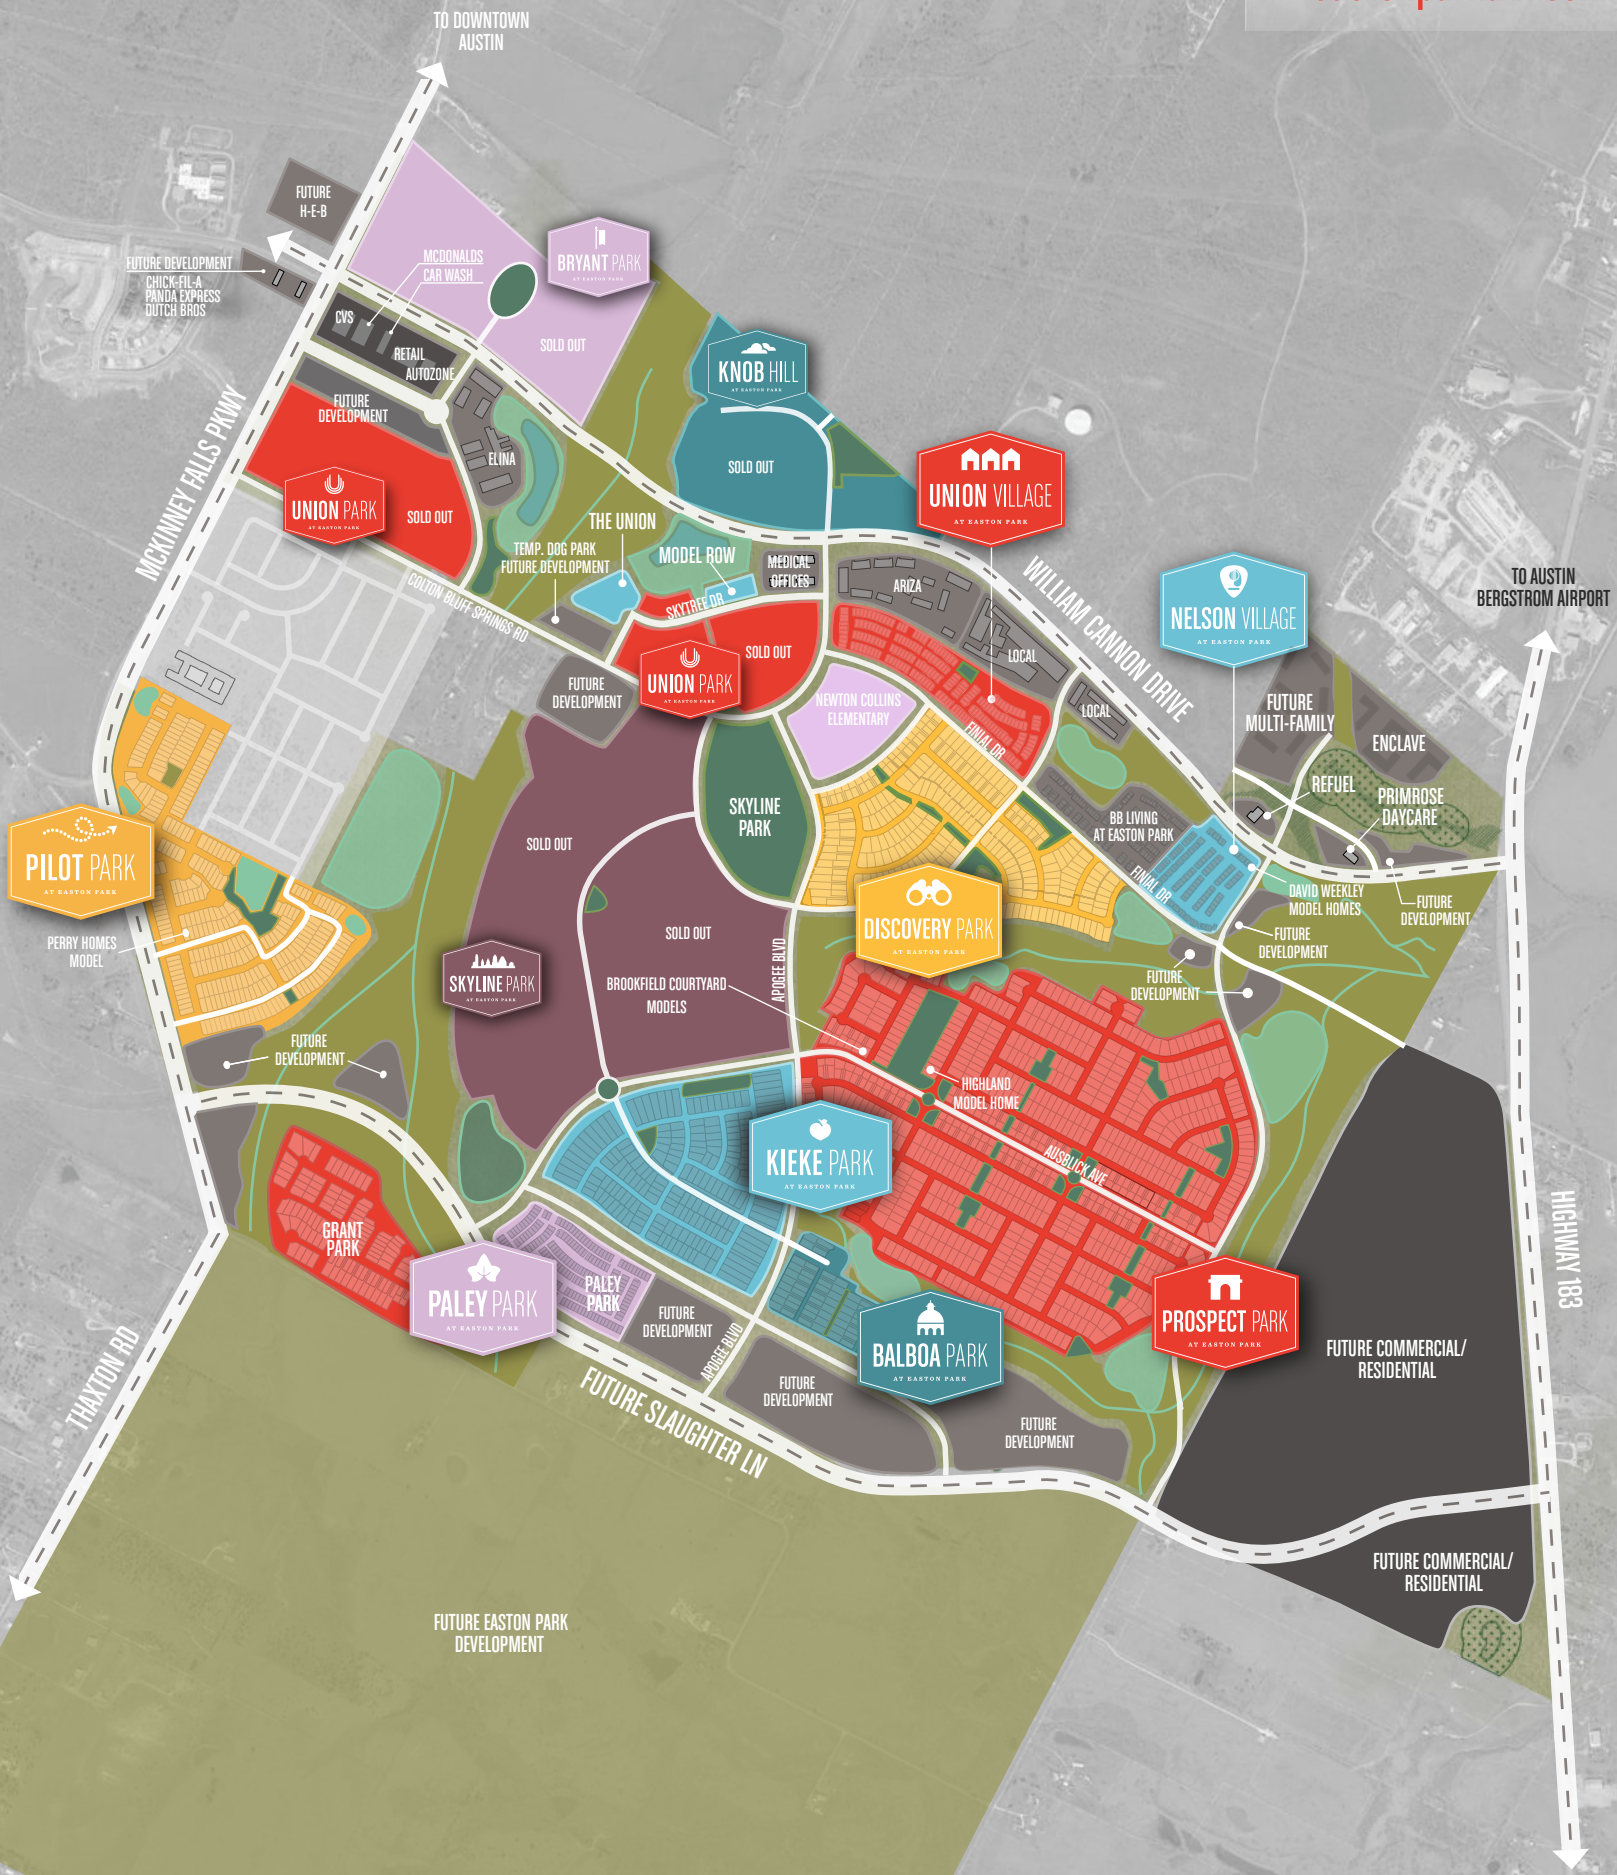 TO DOWNTOWN
AUSTIN
FUTURE
H-E-B
FUTURE DEVELOPMENT
CHICK-FIL-A
PANDA EXPRESS
DUTCH BROS
MCDONALDS
CAR WASH
CVS
RETAIL
AUTOZONE
BRYANT PARK
AT EASTON PARK
SOLD OUT
KNOB HILL
AT EASTON PARK
SOLD OUT
FUTURE
DEVELOPMENT
ELINA
MCKINNEY FALLS PKWY
UNION PARK
AT EASTON PARK
SOLD OUT
UNION VILLAGE
AT EASTON PARK
THE UNION
TEMP. DOG PARK
FUTURE DEVELOPMENT
MODEL ROW
MEDICAL
OFFICES
SKYTREE DR
COLTON BLUFF SPRINGS RD
ARIZA
WILLIAM CANNON DRIVE
LOCAL
LOCAL
NELSON VILLAGE
AT EASTON PARK
TO AUSTIN
BERGSTROM AIRPORT
UNION PARK
AT EASTON PARK
SOLD OUT
FUTURE
DEVELOPMENT
NEWTON COLLINS
ELEMENTARY
FINIAL DR
FUTURE
MULTI-FAMILY
ENCLAVE
REFUEL
PRIMROSE
DAYCARE
SKYLINE
PARK
BB LIVING
AT EASTON PARK
FINIAL DR
DAVID WEEKLEY
MODEL HOMES
FUTURE
DEVELOPMENT
FUTURE
DEVELOPMENT
FUTURE
DEVELOPMENT
PILOT PARK
AT EASTON PARK
PERRY HOMES
MODEL
SOLD OUT
SOLD OUT
DISCOVERY PARK
AT EASTON PARK
SKYLINE PARK
AT EASTON PARK
BROOKFIELD COURTYARD
MODELS
APOGEE BLVD
FUTURE
DEVELOPMENT
HIGHLAND
MODEL HOME
AUSBLICK AVE
KIEKE PARK
AT EASTON PARK
GRANT
PARK
PALEY PARK
AT EASTON PARK
PALEY
PARK
FUTURE
DEVELOPMENT
APOGEE BLVD
BALBOA PARK
AT EASTON PARK
PROSPECT PARK
AT EASTON PARK
HIGHWAY 183
FUTURE COMMERCIAL/
RESIDENTIAL
THAXTON RD
FUTURE SLAUGHTER LN
FUTURE
DEVELOPMENT
FUTURE
DEVELOPMENT
FUTURE COMMERCIAL/
RESIDENTIAL
FUTURE EASTON PARK
DEVELOPMENT